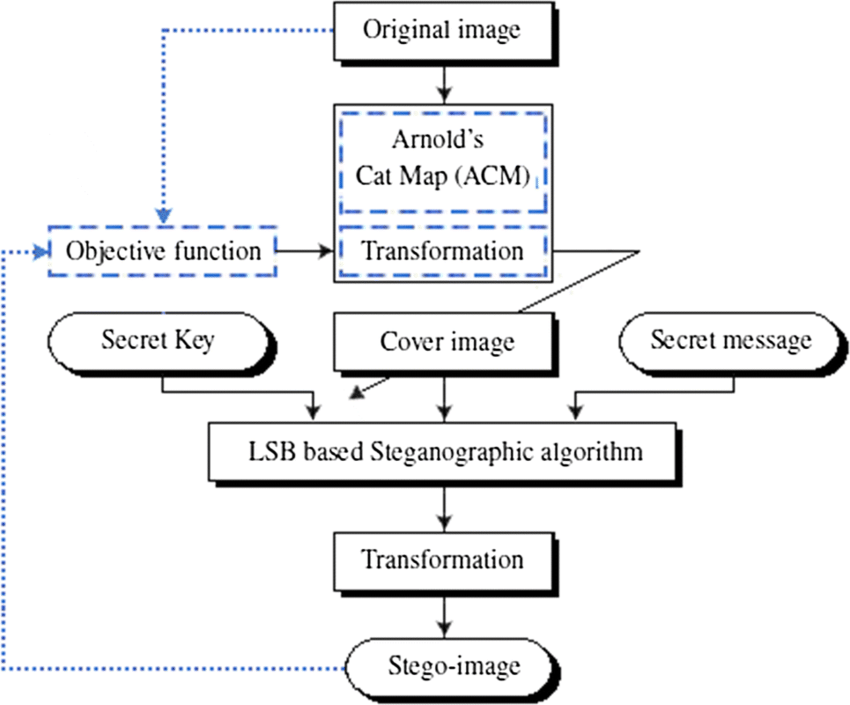 Original image
Arnold's
Cat Map (ACM)
Objective function
Transformation
Secret Key
Cover image
Secret message
LSB based Steganographic algorithm
Transformation
Stego-image